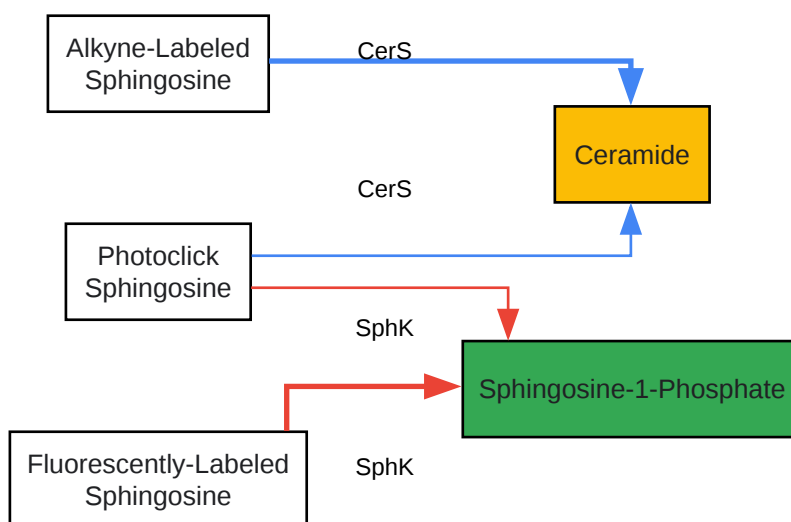 Alkyne-Labeled
Sphingosine
CerS
Ceramide
CerS
Photoclick
Sphingosine
SphK
Sphingosine-1-Phosphate
Fluorescently-Labeled
Sphingosine
SphK